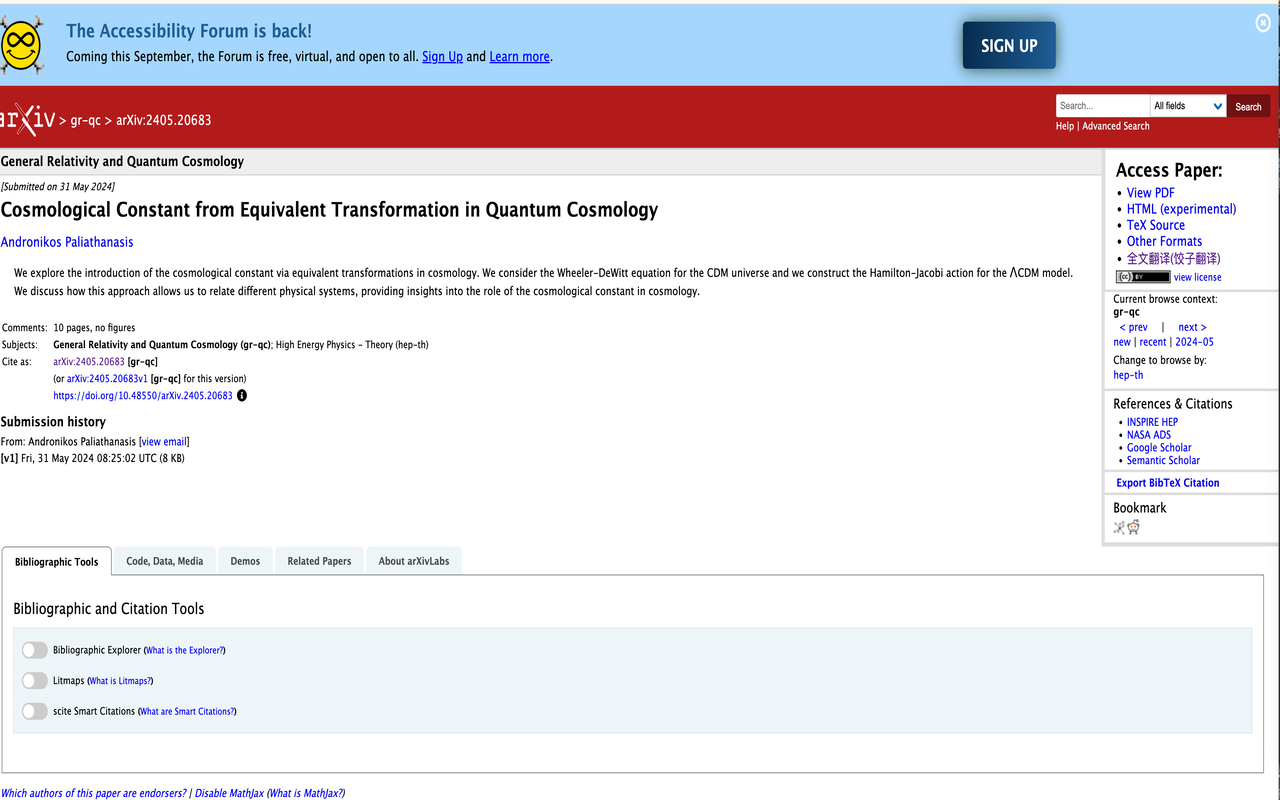 The Accessibility Forum is back!
Coming this September, the Forum is free, virtual, and open to all. Sign Up and Learn more.
SIGN UP
arXiv > gr-qc > arXiv:2405.20683
Search...
All fields
Search
Help | Advanced Search
General Relativity and Quantum Cosmology
[Submitted on 31 May 2024]
Cosmological Constant from Equivalent Transformation in Quantum Cosmology
Andronikos Paliathanasis
We explore the introduction of the cosmological constant via equivalent transformations in cosmology. We consider the Wheeler-DeWitt equation for the CDM universe and we construct the Hamilton-Jacobi action for the ΛCDM model.
We discuss how this approach allows us to relate different physical systems, providing insights into the role of the cosmological constant in cosmology.
Comments: 10 pages, no figures
Subjects: General Relativity and Quantum Cosmology (gr-qc); High Energy Physics - Theory (hep-th)
Cite as: arXiv:2405.20683 [gr-qc]
(or arXiv:2405.20683v1 [gr-qc] for this version)
https://doi.org/10.48550/arXiv.2405.20683
Submission history
From: Andronikos Paliathanasis [view email]
[v1] Fri, 31 May 2024 08:25:02 UTC (8 KB)
Access Paper:
View PDF
HTML (experimental)
TeX Source
Other Formats
全文翻译(饺子翻译)
(cc) BY view license
Current browse context:
gr-qc
< prev | next >
new | recent | 2024-05
Change to browse by:
hep-th
References & Citations
INSPIRE HEP
NASA ADS
Google Scholar
Semantic Scholar
Export BibTeX Citation
Bookmark
Bibliographic Tools
Code, Data, Media
Demos
Related Papers
About arXivLabs
Bibliographic and Citation Tools
Bibliographic Explorer (What is the Explorer?)
Litmaps (What is Litmaps?)
scite Smart Citations (What are Smart Citations?)
Which authors of this paper are endorsers? | Disable MathJax (What is MathJax?)